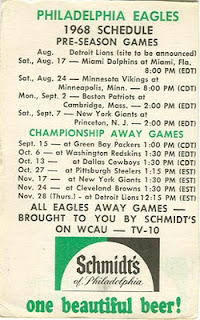 PHILADELPHIA EAGLES
1968 SCHEDULE
PRE-SEASON GAMES
Aug. Detroit Lions (site to be announced)
Sat., Aug. 17 — Miami Dolphins at Miami, Fla.
8:00 PM (EDT)
Sat., Aug. 24 — Minnesota Vikings at
Minneapolis, Minn. — 8:00 PM (CDT)
Mon., Sept. 2 — Boston Patriots at
Cambridge, Mass. — 2:00 PM (EDT)
Sat., Sept. 7 — New York Giants at
Princeton, N. J. — 2:00 PM (EDT)
CHAMPIONSHIP AWAY GAMES
Sept. 15 — at Green Bay Packers 1:00 PM (CDT)
Oct. 6 — at Washington Redskins 1:30 PM (EDT)
Oct. 13 — at Dallas Cowboys 1:30 PM (CDT)
Oct. 27 — at Pittsburgh Steelers 1:15 PM (EST)
Nov. 17 — at New York Giants 1:30 PM (EST)
Nov. 24 — at Cleveland Browns 1:30 PM (EST)
Nov. 28 (Thurs.) — at Detroit Lions 12:15 PM (EST)
ALL EAGLES AWAY GAMES —
BROUGHT TO YOU BY SCHMIDT'S
ON WCAU — TV-10
Schmidt's
of Philadelphia
one beautiful beer!